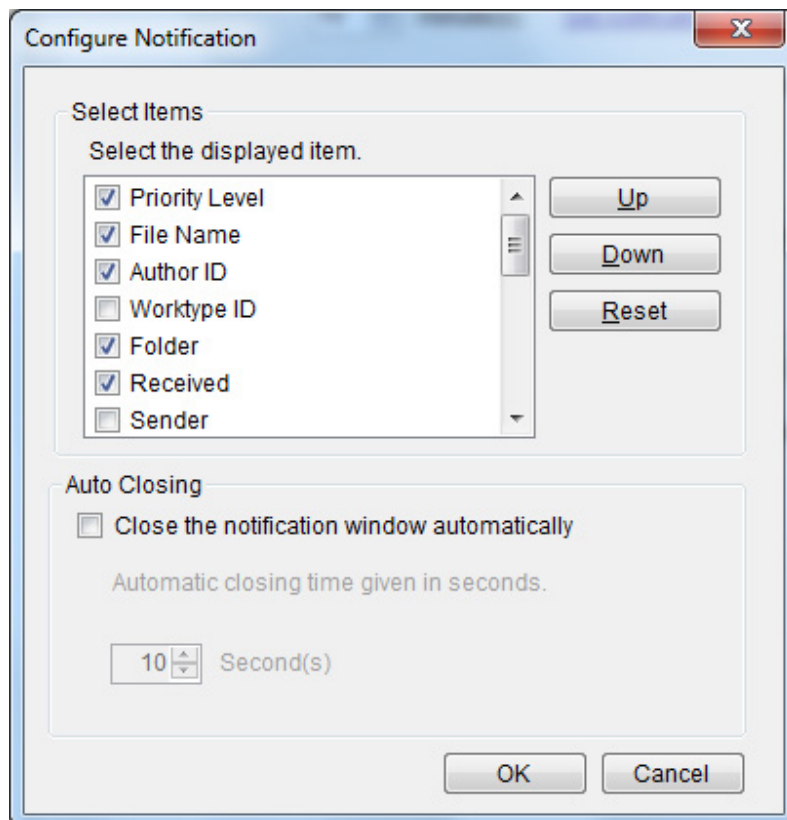 Configure Notification
Select Items
Select the displayed item.
Priority Level
File Name
Author ID
Worktype ID
Folder
Received
Sender
Up
Down
Reset
Auto Closing
Close the notification window automatically
Automatic closing time given in seconds.
10 Second(s)
OK Cancel